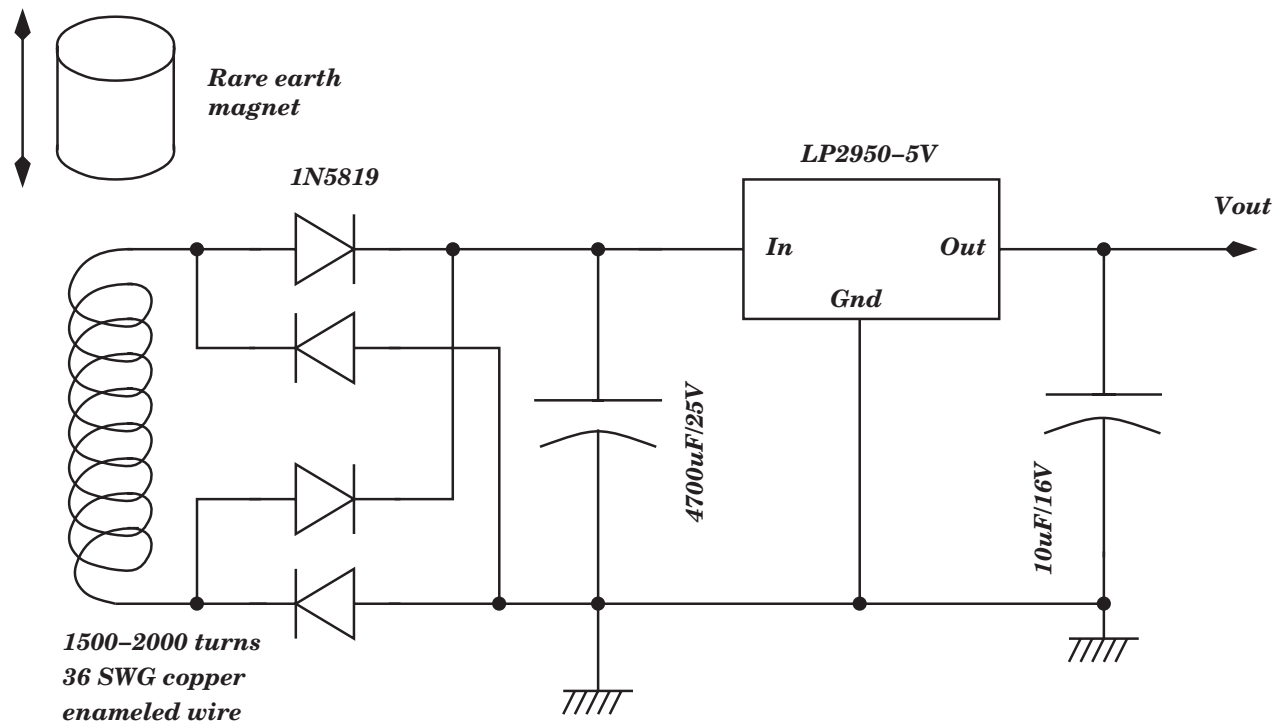 Rare earth
magnet
1N5819
LP2950–5V
Vout
In
Out
Gnd
4700uF/25V
10uF/16V
1500–2000 turns
36 SWG copper
enameled wire